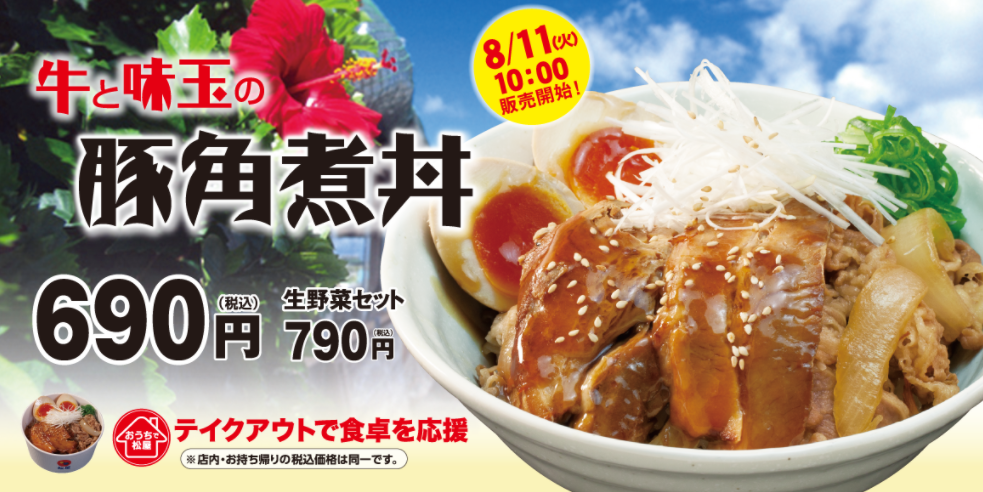 牛と味玉の
豚角煮丼
8/11(火)
10:00
販売開始!
690円(税込)
生野菜セット
790円(税込)
おうちで
松屋
テイクアウトで食卓を応援
※店内・お持ち帰りの税込価格は同一です。